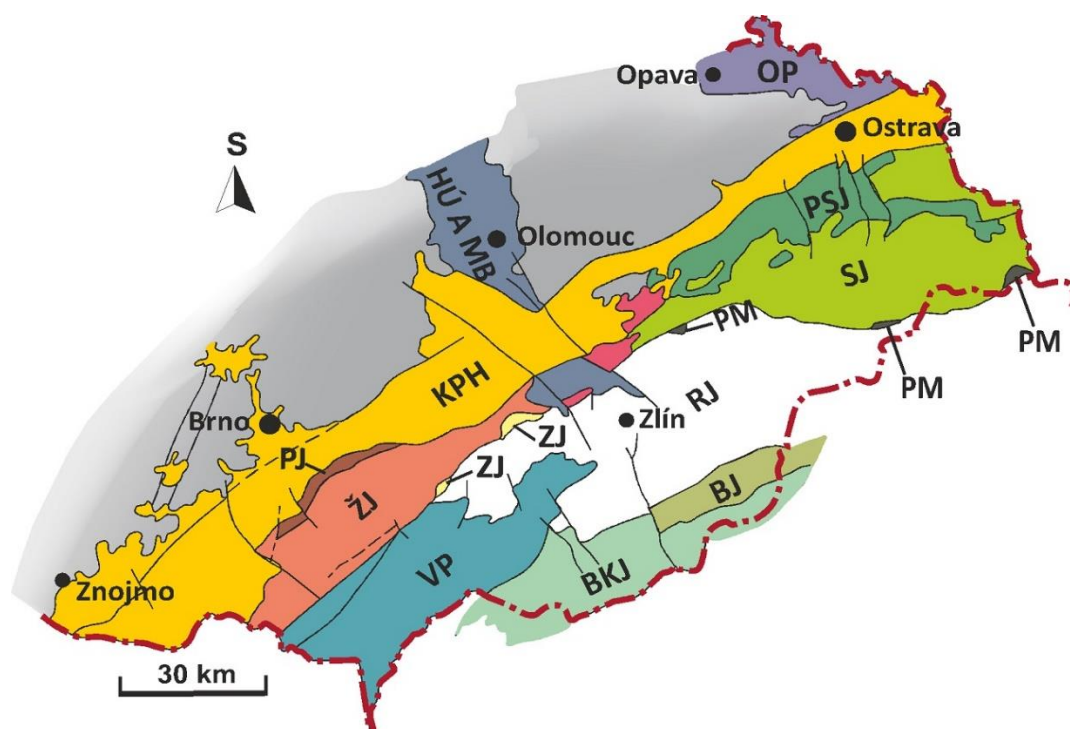 Opava
OP
Ostrava
S
HÚ A MB
PSJ
Olomouc
SJ
PM
PM
PM
KPH
RJ
Brno
Zlín
ZJ
PJ
ZJ
ŽJ
BJ
VP
BKJ
Znojmo
30 km